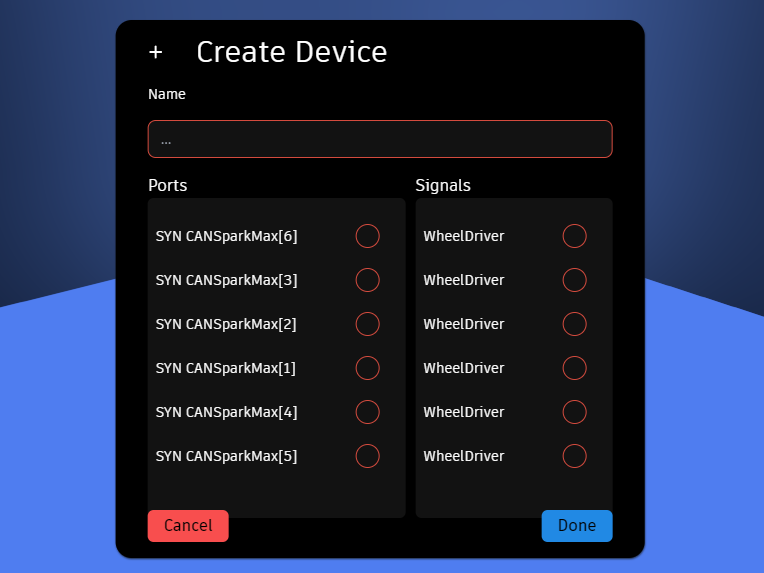 + Create Device
Name
...
Ports
Signals
SYN CANSparkMax[6]
WheelDriver
SYN CANSparkMax[3]
WheelDriver
SYN CANSparkMax[2]
WheelDriver
SYN CANSparkMax[1]
WheelDriver
SYN CANSparkMax[4]
WheelDriver
SYN CANSparkMax[5]
WheelDriver
Cancel
Done